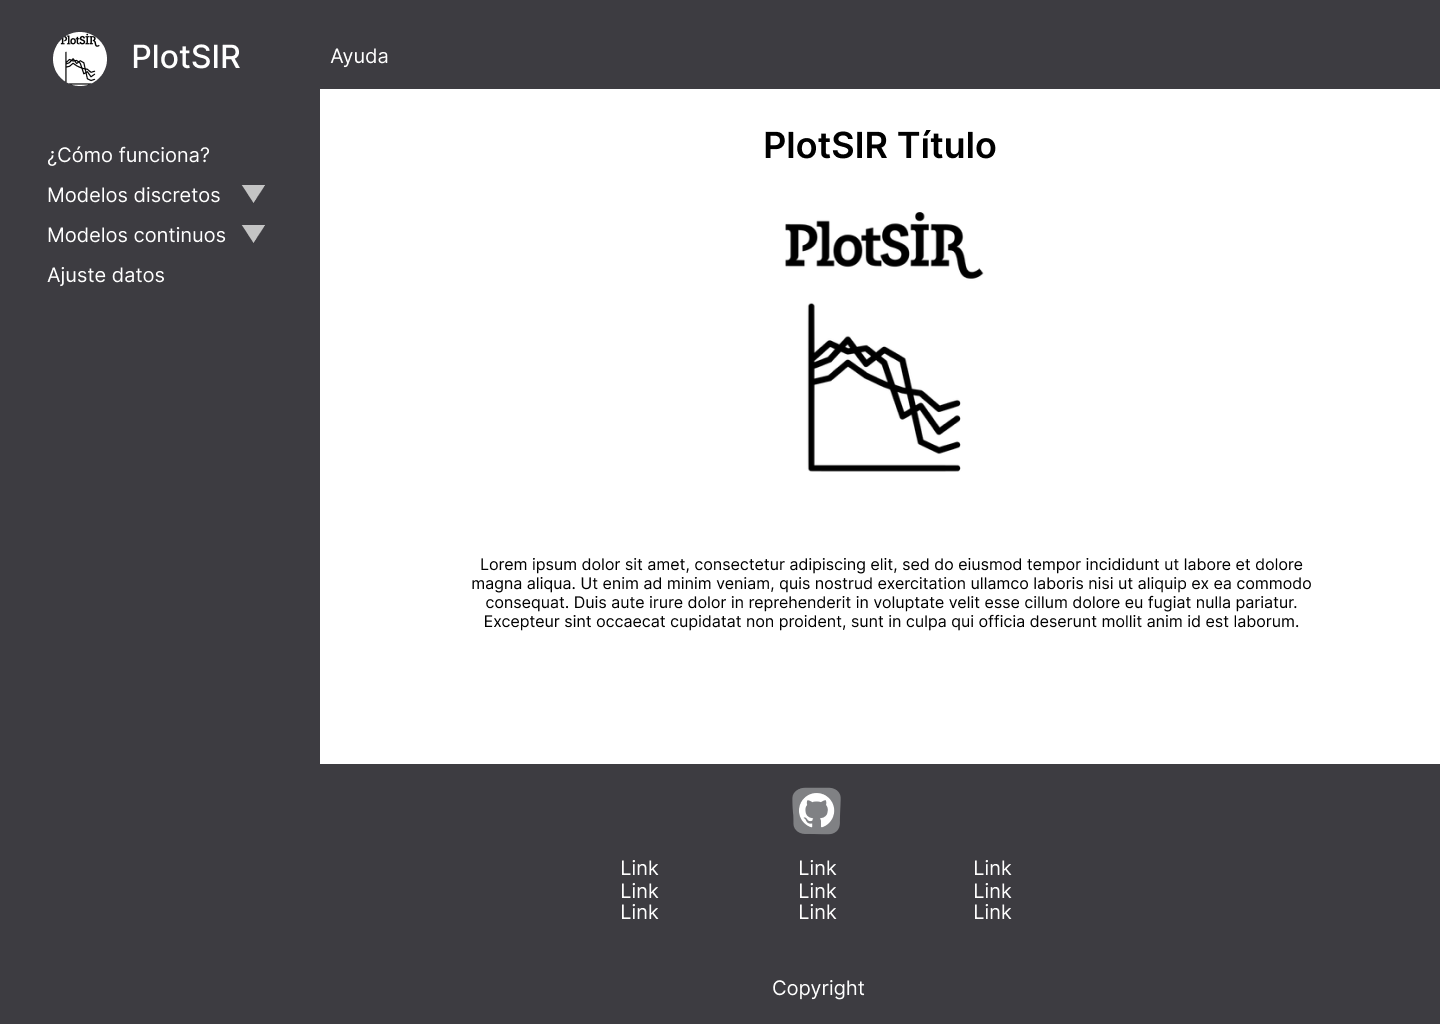 PlotSIR
PlotSIR
Ayuda
¿Cómo funciona?
Modelos discretos
Modelos continuos
Ajuste datos
PlotSIR Título
PlotSIR
Lorem ipsum dolor sit amet, consectetur adipiscing elit, sed do eiusmod tempor incididunt ut labore et dolore
magna aliqua. Ut enim ad minim veniam, quis nostrud exercitation ullamco laboris nisi ut aliquip ex ea commodo
consequat. Duis aute irure dolor in reprehenderit in voluptate velit esse cillum dolore eu fugiat nulla pariatur.
Excepteur sint occaecat cupidatat non proident, sunt in culpa qui officia deserunt mollit anim id est laborum.
Link Link Link
Link Link Link
Link Link Link
Copyright